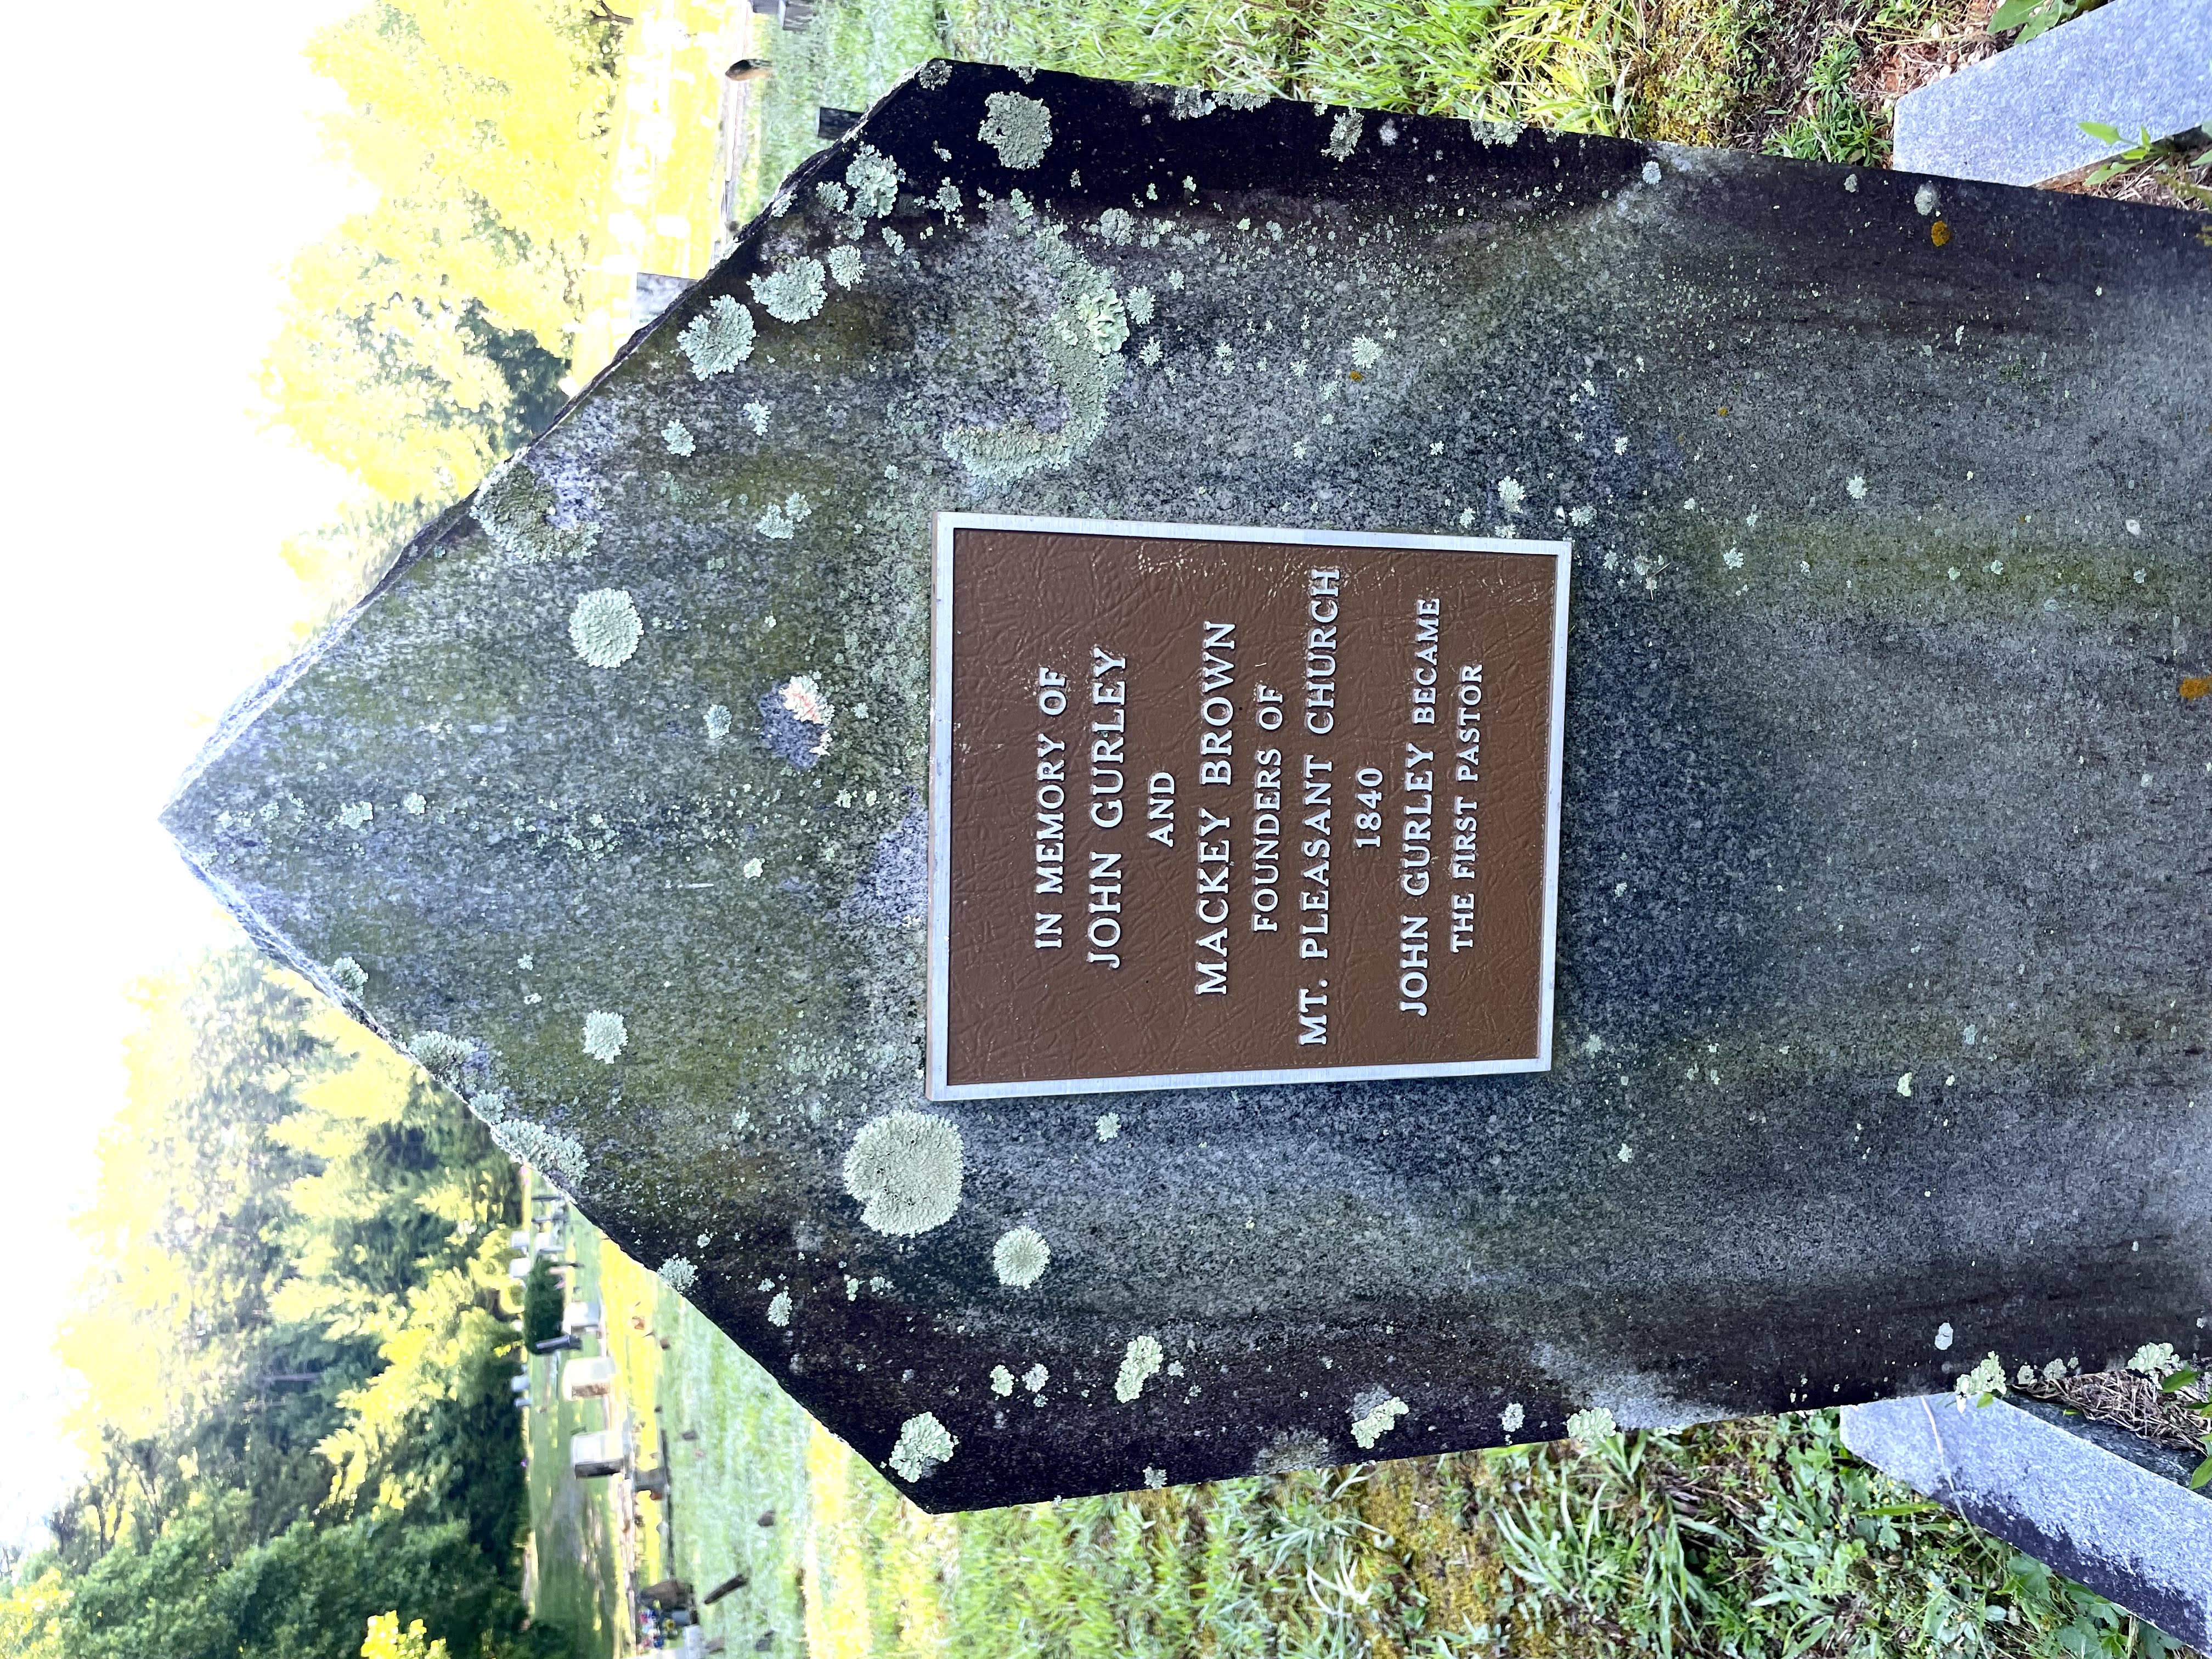 IN MEMORY OF
JOHN GURLEY
AND
MACKEY BROWN
FOUNDERS OF
MT. PLEASANT CHURCH
1840
JOHN GURLEY BECAME
THE FIRST PASTOR